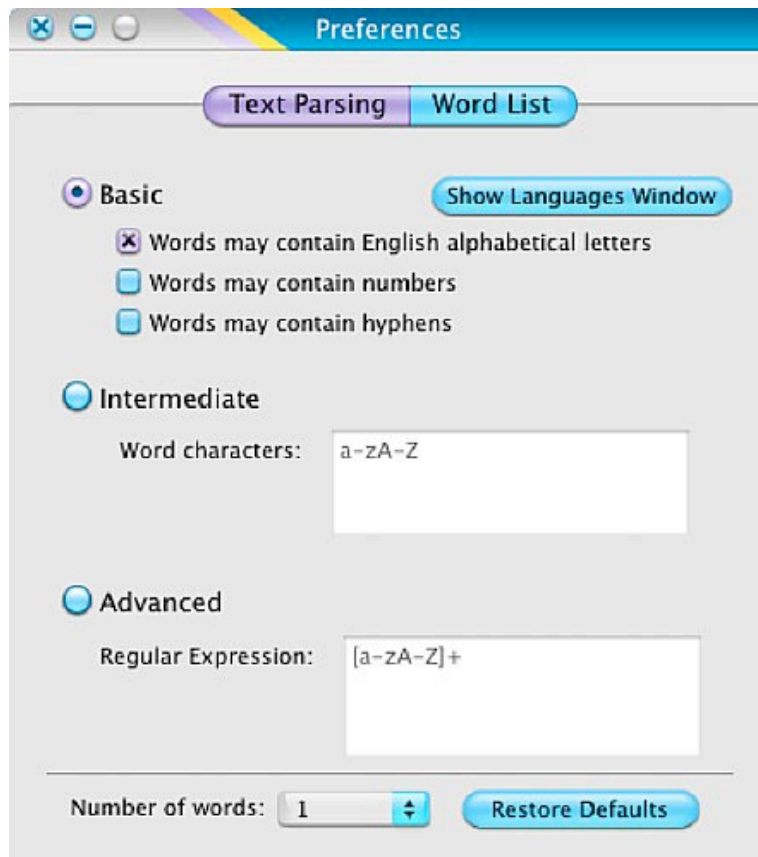 Preferences
Text Parsing Word List
Basic Show Languages Window
Words may contain English alphabetical letters
Words may contain numbers
Words may contain hyphens
Intermediate
Word characters: a-zA-Z
Advanced
Regular Expression: [a-zA-Z]+
Number of words: 1 Restore Defaults